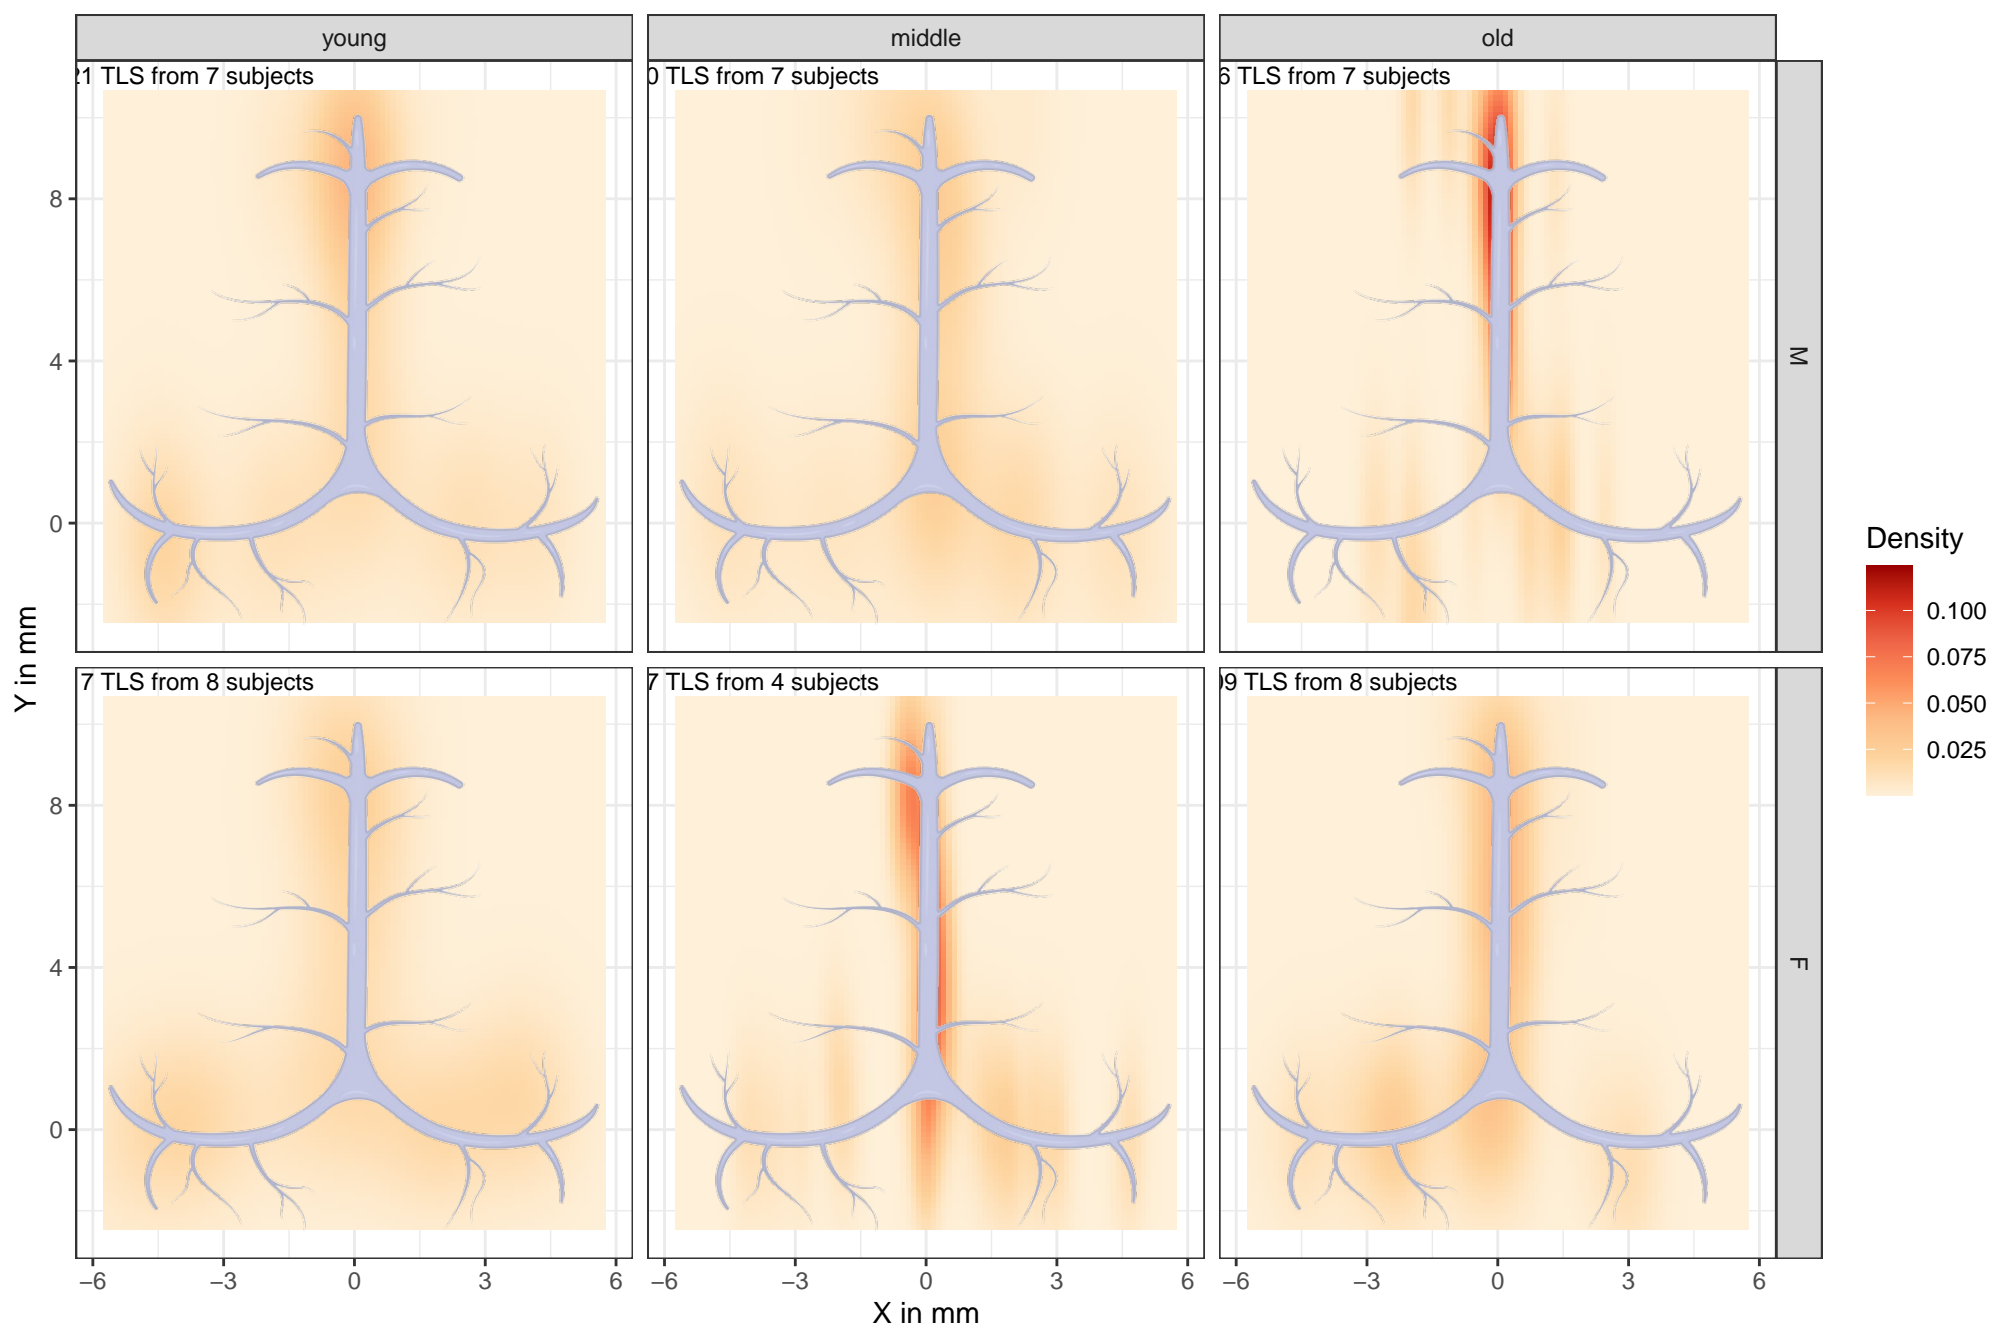 young
middle
old
21 TLS from 7 subjects
0 TLS from 7 subjects
6 TLS from 7 subjects
M
8
4
0
7 TLS from 8 subjects
7 TLS from 4 subjects
09 TLS from 8 subjects
F
8
4
0
Y in mm
−6 −3 0 3 6
−6 −3 0 3 6
−6 −3 0 3 6
X in mm
Density
0.100
0.075
0.050
0.025